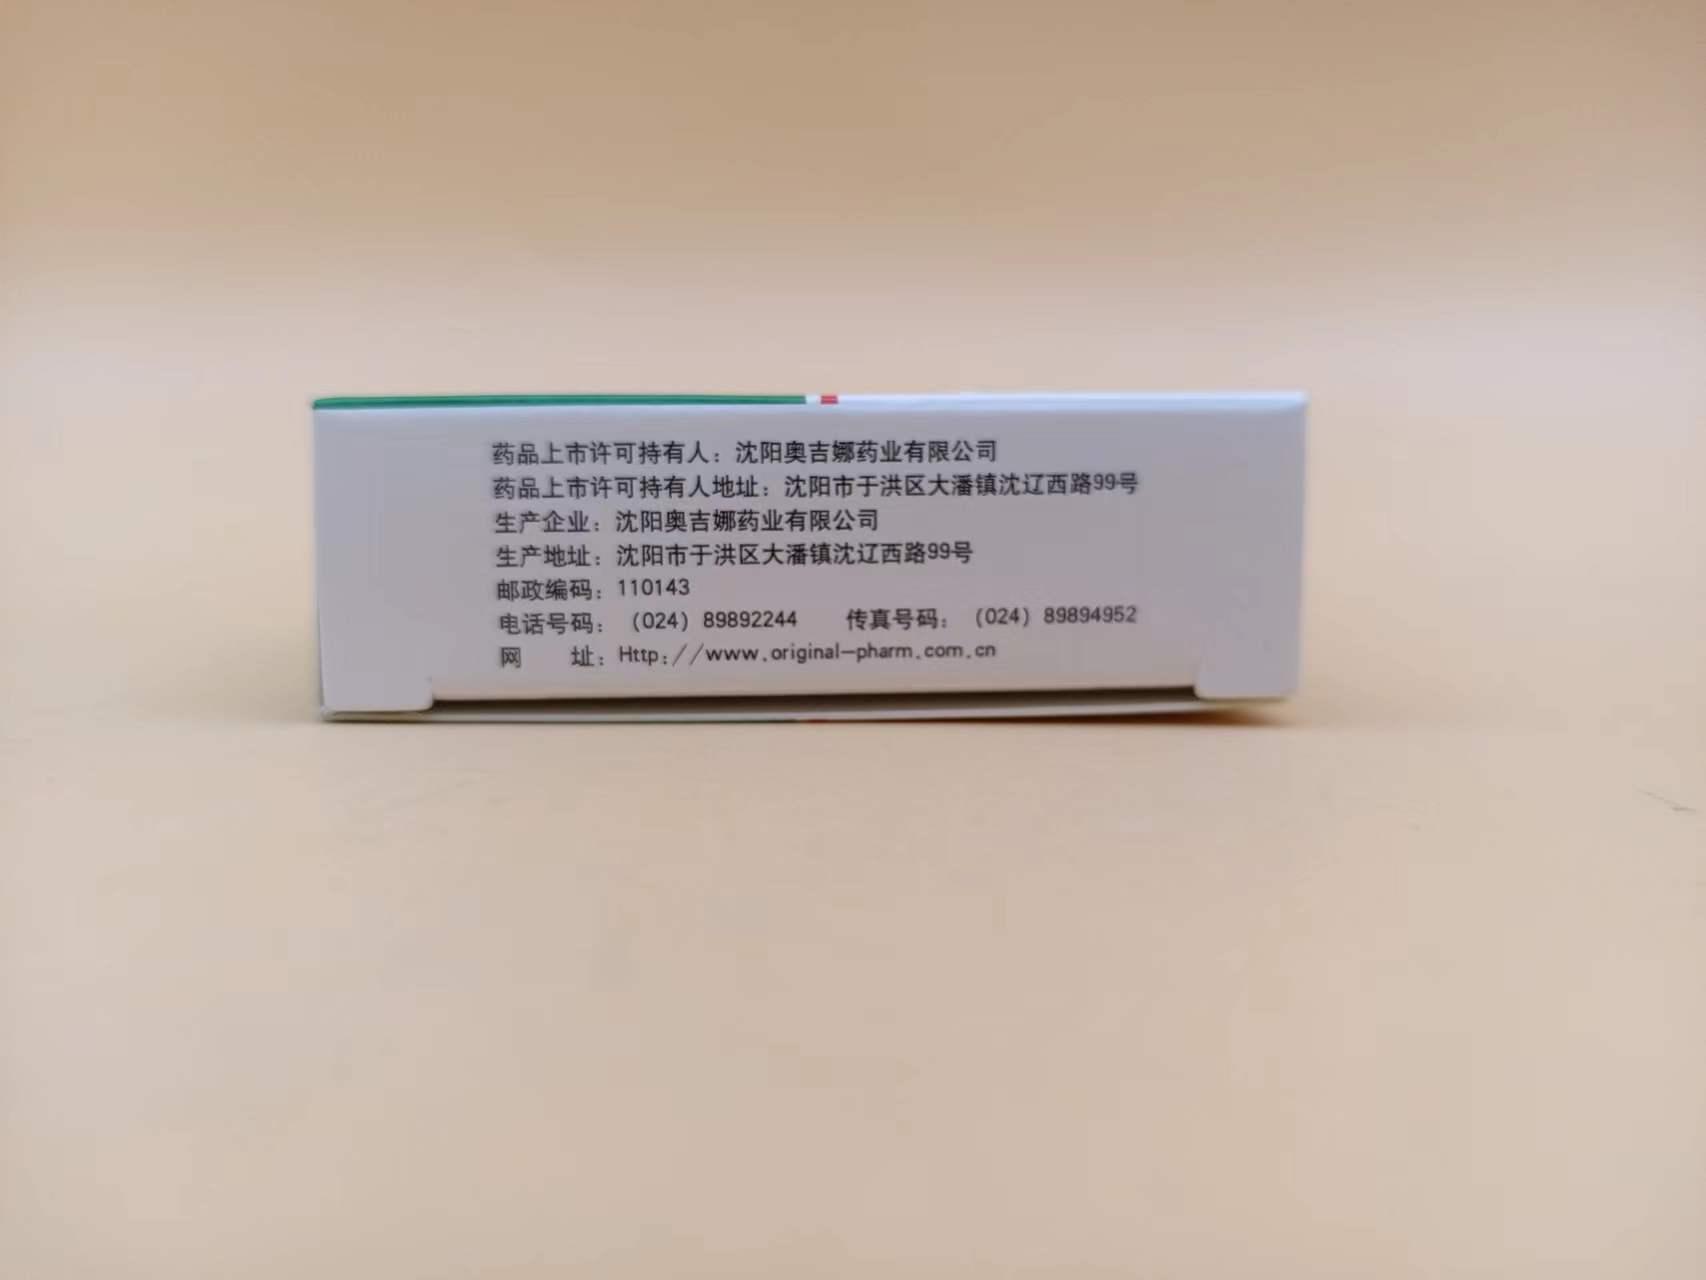 药品上市许可持有人：沈阳奥吉娜药业有限公司
药品上市许可持有人地址：沈阳市于洪区大潘镇沈辽西路99号
生产企业：沈阳奥吉娜药业有限公司
生产地址：沈阳市于洪区大潘镇沈辽西路99号
邮政编码：110143
电话号码：（024）89892244 传真号码：（024）89894952
网 址：Http://www.original-pharm.com.cn